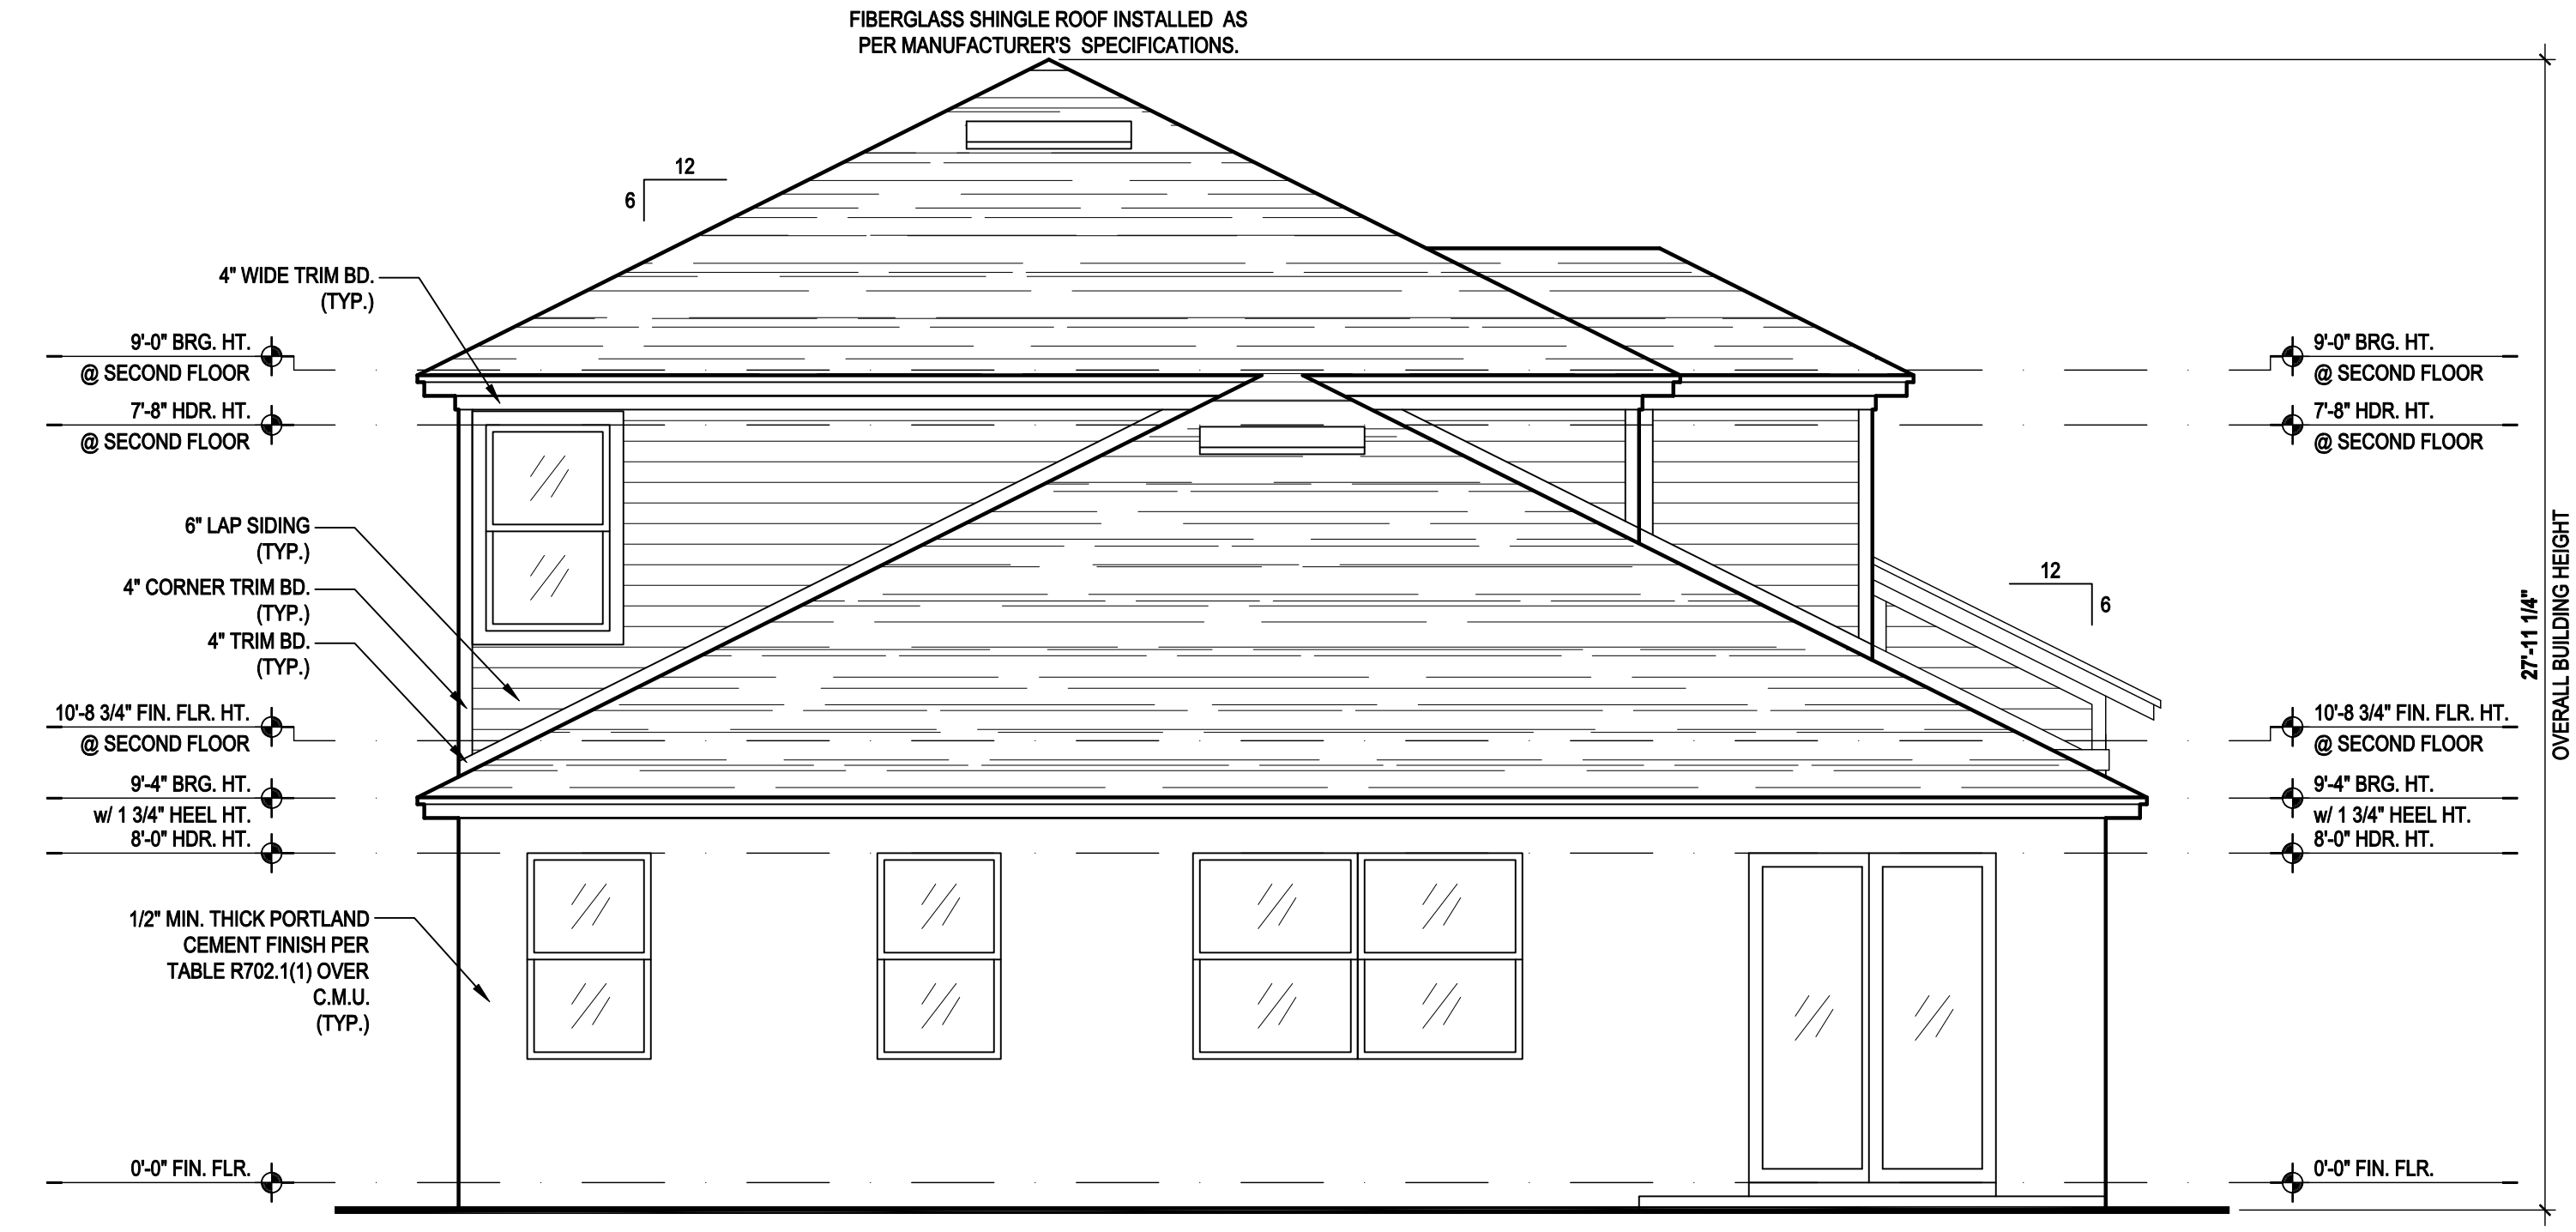 FIBERGLASS SHINGLE ROOF INSTALLED AS
PER MANUFACTURER'S SPECIFICATIONS.
12
6
4" WIDE TRIM BD.
(TYP.)
9'-0" BRG. HT.
@ SECOND FLOOR
7'-8" HDR. HT.
@ SECOND FLOOR
6" LAP SIDING
(TYP.)
4" CORNER TRIM BD.
(TYP.)
4" TRIM BD.
(TYP.)
10'-8 3/4" FIN. FLR. HT.
@ SECOND FLOOR
9'-4" BRG. HT.
w/ 1 3/4" HEEL HT.
8'-0" HDR. HT.
1/2" MIN. THICK PORTLAND
CEMENT FINISH PER
TABLE R702.1(1) OVER
C.M.U.
(TYP.)
0'-0" FIN. FLR.
9'-0" BRG. HT.
@ SECOND FLOOR
7'-8" HDR. HT.
@ SECOND FLOOR
12
6
10'-8 3/4" FIN. FLR. HT.
@ SECOND FLOOR
9'-4" BRG. HT.
w/ 1 3/4" HEEL HT.
8'-0" HDR. HT.
0'-0" FIN. FLR.
27'-11 1/4"
OVERALL BUILDING HEIGHT